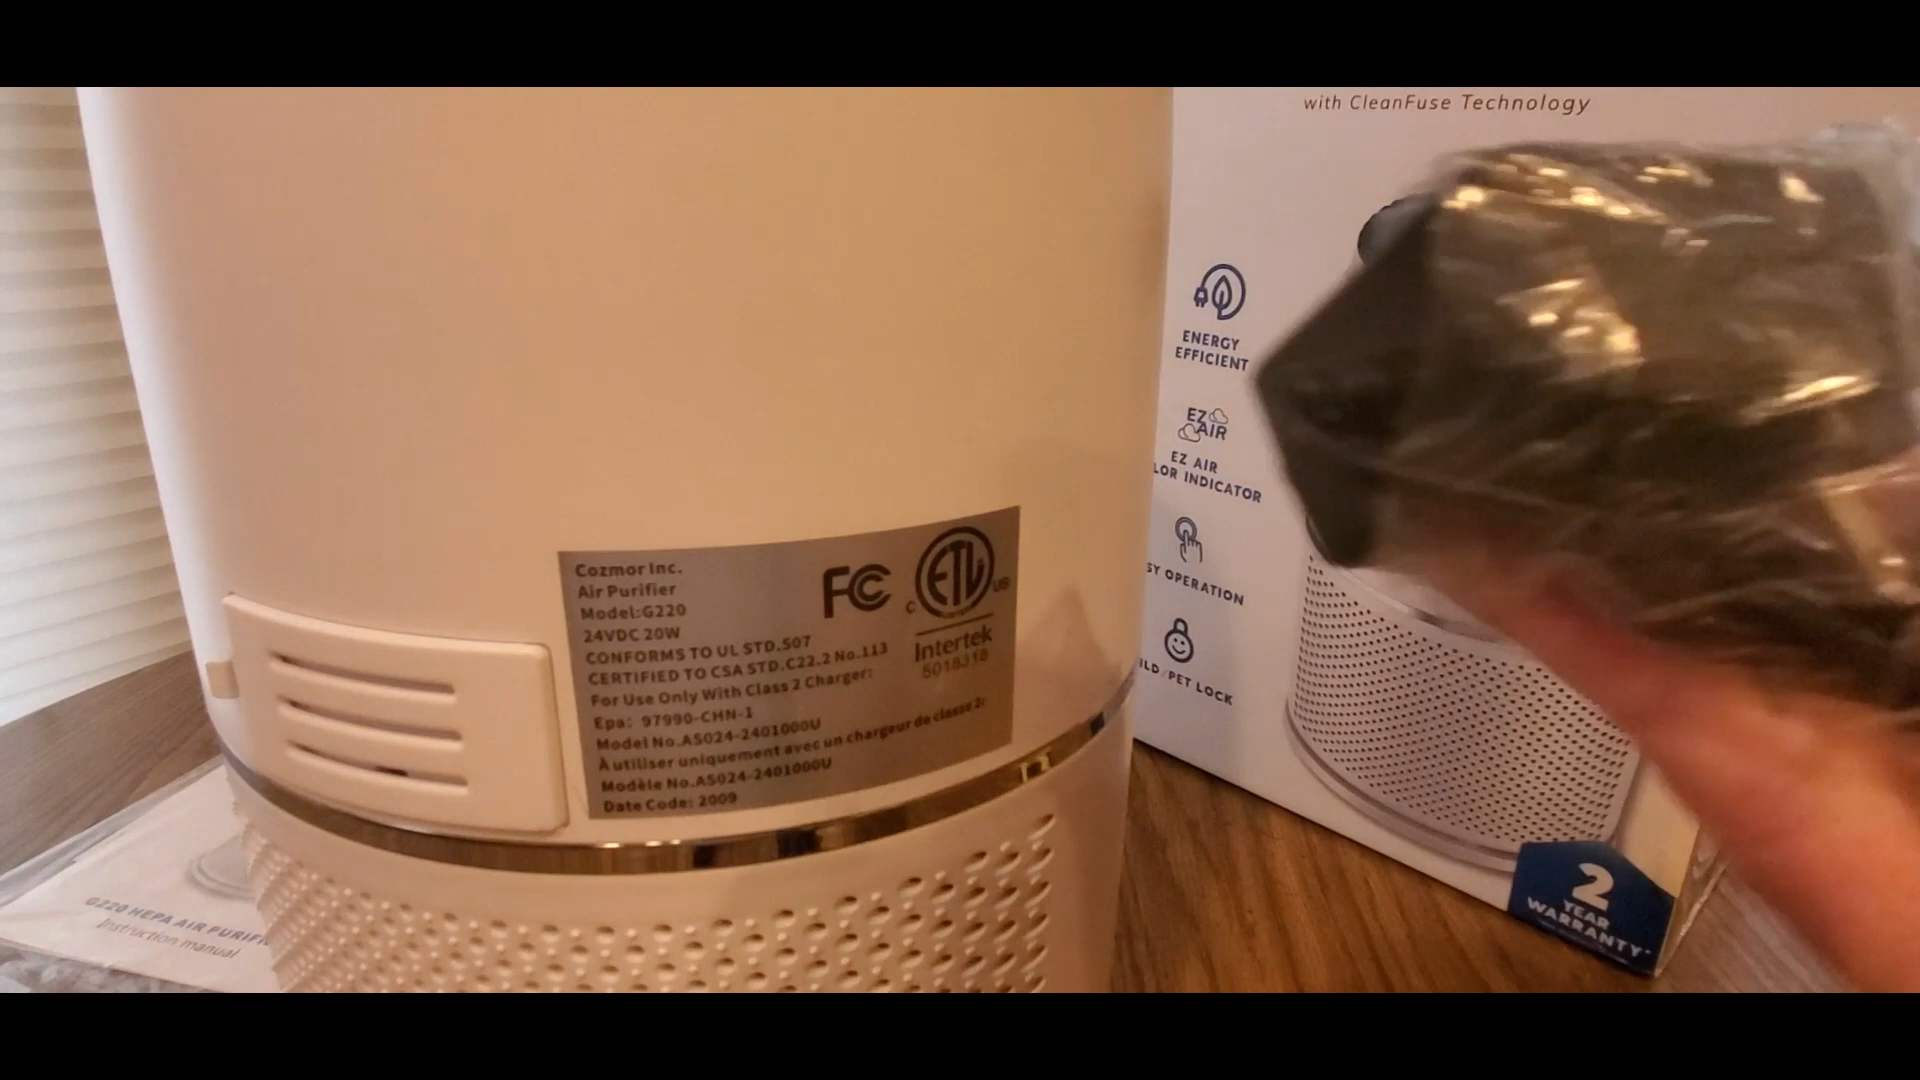 with CleanFuse Technology
ENERGY
EFFICIENT
EZ
AIR
EZ AIR
LOR INDICATOR
SY OPERATION
ILD/PET LOCK
2
YEAR
WARRANTY*
Cozmor Inc.
Air Purifier
Model:G220
24VDC 20W
CONFORMS TO UL STD.507
CERTIFIED TO CSA STD.C22.2 No.113
For Use Only With Class 2 Charger:
Epa: 97990-CHN-1
Model No.AS024-2401000U
À utiliser uniquement avec un chargeur de classe 2:
Modèle No.AS024-2401000U
Date Code: 2009
FC
C ETL US
Intertek
5018318
G220 HEPA AIR PURIFI
Instruction manual